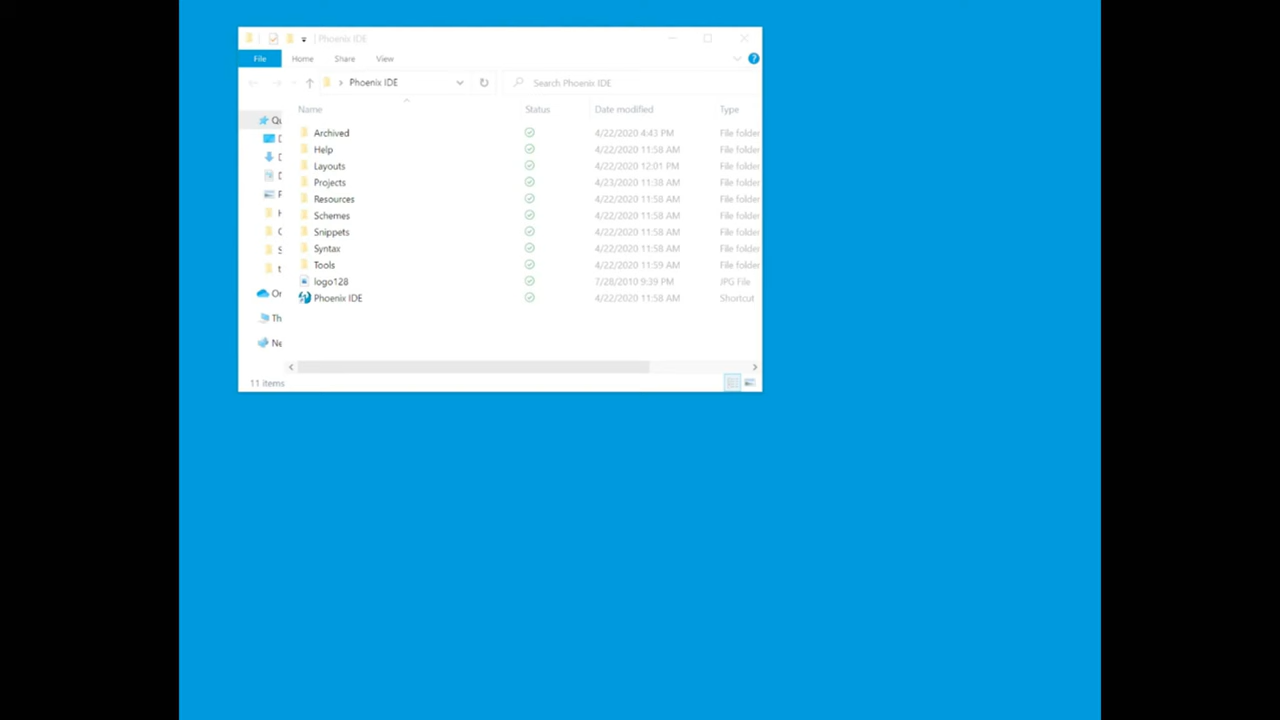 Phoenix IDE
File Home Share View
Phoenix IDE Search Phoenix IDE
Name Status Date modified Type
Archived 4/22/2020 4:43 PM File folder
Help 4/22/2020 11:58 AM File folder
Layouts 4/22/2020 12:01 PM File folder
Projects 4/23/2020 11:38 AM File folder
Resources 4/22/2020 11:58 AM File folder
Schemes 4/22/2020 11:58 AM File folder
Snippets 4/22/2020 11:58 AM File folder
Syntax 4/22/2020 11:58 AM File folder
Tools 4/22/2020 11:59 AM File folder
logo128 7/28/2010 9:39 PM JPG File
Phoenix IDE 4/22/2020 11:58 AM Shortcut
Qu
D
D
D
P
C
S
t
On
Th
Ne
11 items